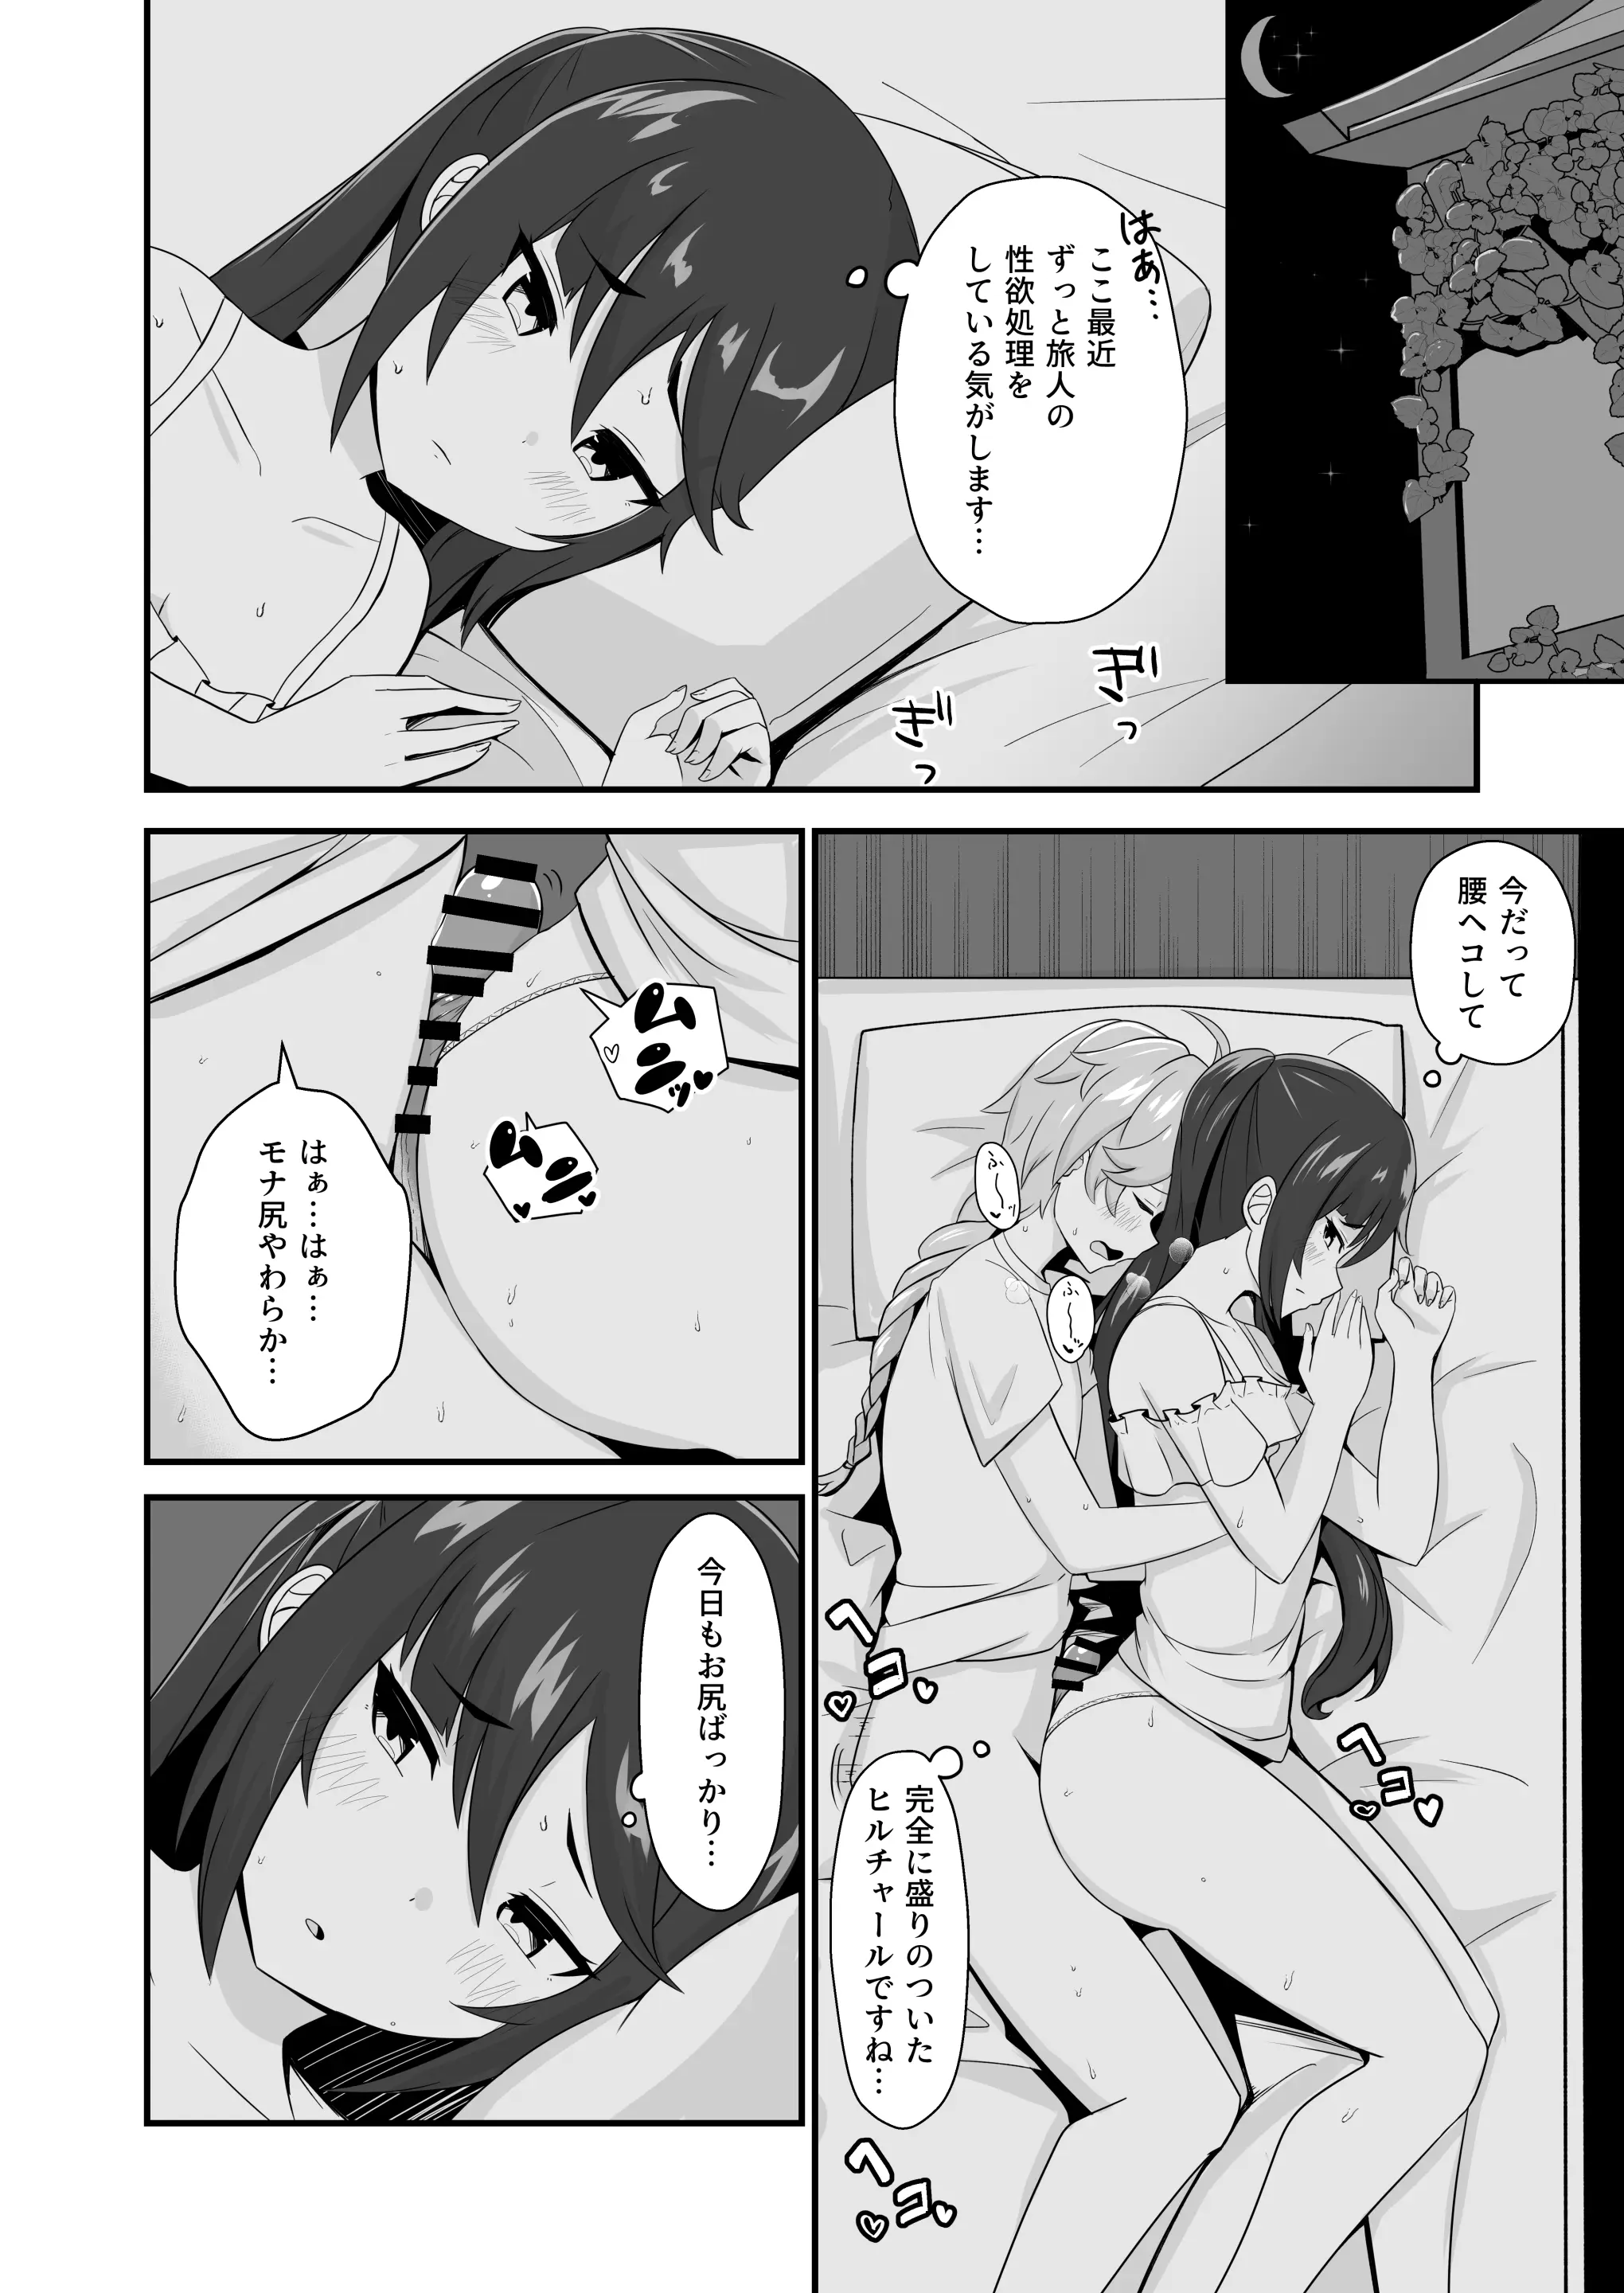 はぁ…
ここ最近
ずっと旅人の
性欲処理を
している気がします…
ぎっ
ぎっ
今だって
腰ヘコして
ふ〜〜ッ
ふ〜〜ッ
ヘコ
ヘコ
完全に盛りのついた
ヒルチャールですね…
ヘコ
ムニッ
ムニ
はぁ…はぁ…
モナ尻やわらか…
今日もお尻ばっかり…